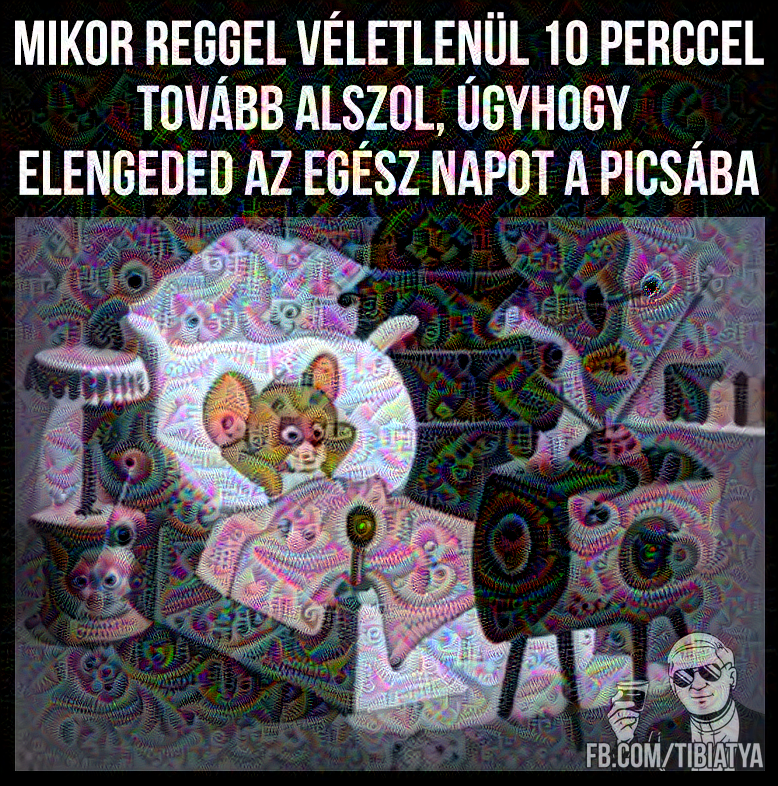 MIKOR REGGEL VÉLETLENÜL 10 PERCCEL
TOVÁBB ALSZOL, ÚGYHOGY
ELENGEDED AZ EGÉSZ NAPOT A PICSÁBA
FB.COM/TIBIATYA